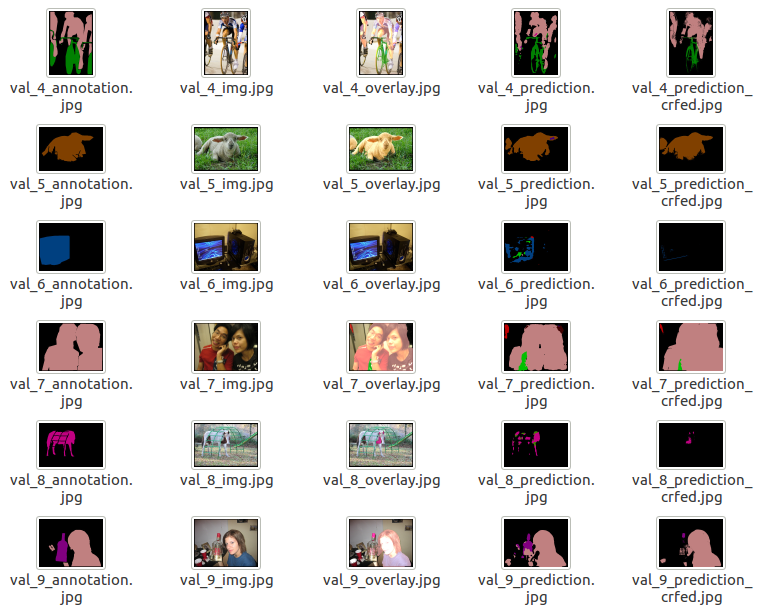 val_4_annotation.
jpg
val_4_img.jpg
val_4_overlay.jpg
val_4_prediction.
jpg
val_4_prediction_
crfed.jpg
val_5_annotation.
jpg
val_5_img.jpg
val_5_overlay.jpg
val_5_prediction.
jpg
val_5_prediction_
crfed.jpg
val_6_annotation.
jpg
val_6_img.jpg
val_6_overlay.jpg
val_6_prediction.
jpg
val_6_prediction_
crfed.jpg
val_7_annotation.
jpg
val_7_img.jpg
val_7_overlay.jpg
val_7_prediction.
jpg
val_7_prediction_
crfed.jpg
val_8_annotation.
jpg
val_8_img.jpg
val_8_overlay.jpg
val_8_prediction.
jpg
val_8_prediction_
crfed.jpg
val_9_annotation.
jpg
val_9_img.jpg
val_9_overlay.jpg
val_9_prediction.
jpg
val_9_prediction_
crfed.jpg